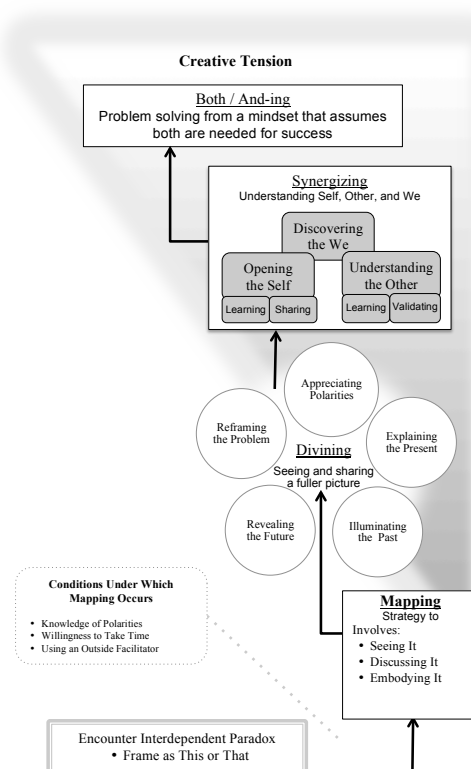 Creative Tension
Both / And-ing
Problem solving from a mindset that assumes
both are needed for success
Synergizing
Understanding Self, Other, and We
Discovering
the We
Opening
the Self
Understanding
the Other
Learning
Sharing
Learning
Validating
Appreciating
Polarities
Reframing
the Problem
Explaining
the Present
Divining
Seeing and sharing
a fuller picture
Revealing
the Future
Illuminating
the Past
Conditions Under Which
Mapping Occurs
• Knowledge of Polarities
• Willingness to Take Time
• Using an Outside Facilitator
Mapping
Strategy to
Involves:
• Seeing It
• Discussing It
• Embodying It
Encounter Interdependent Paradox
• Frame as This or That